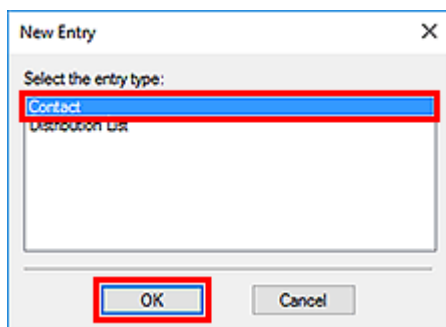 New Entry
Select the entry type:
Contact
Distribution List
OK
Cancel